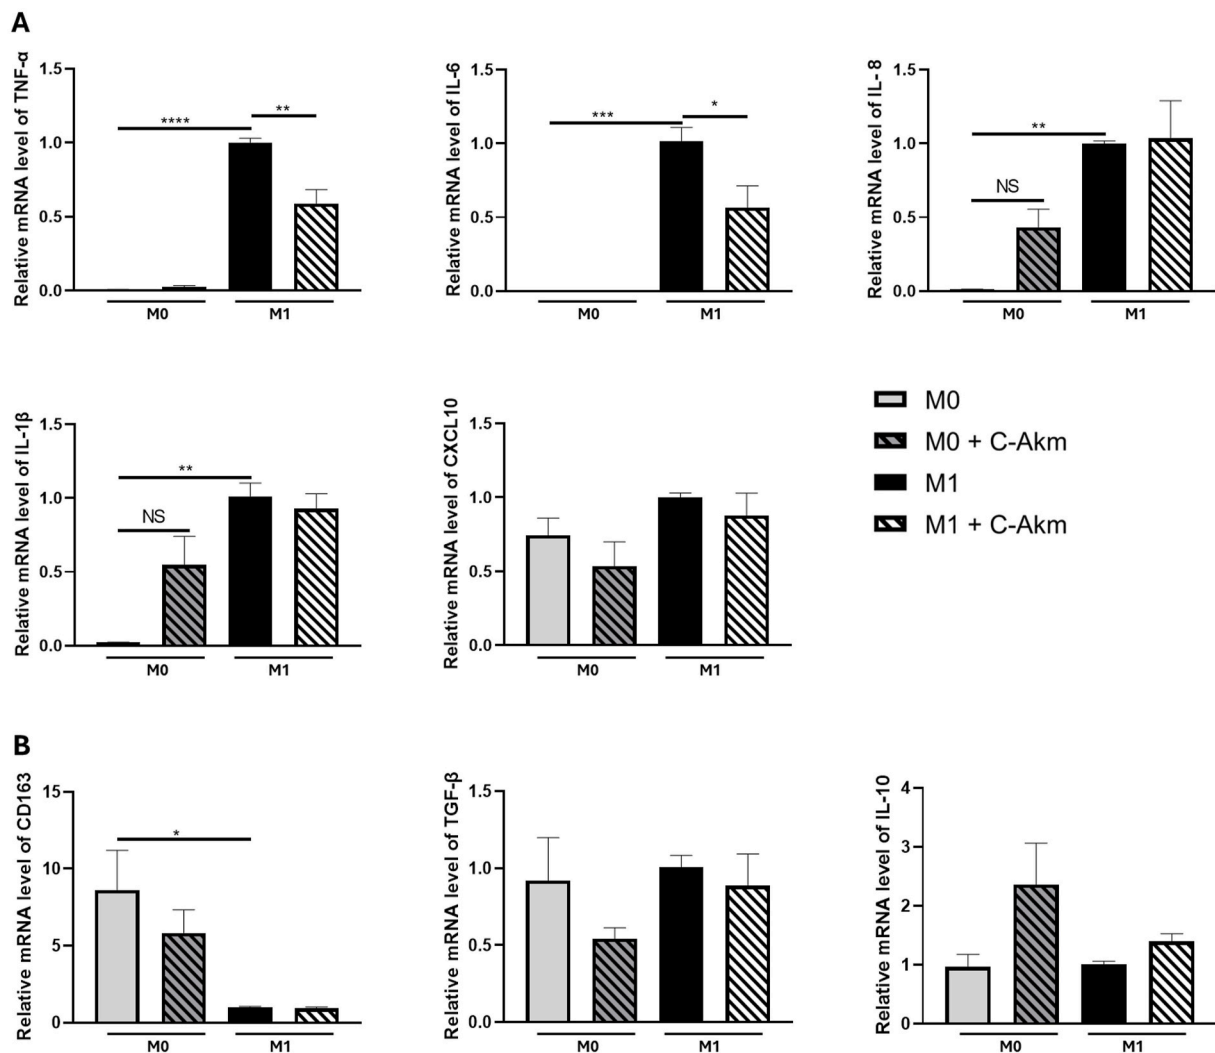 A
Relative mRNA level of TNF-α
1.5
1.0
0.5
0.0
****
**
M0
M1
Relative mRNA level of IL-6
1.5
1.0
0.5
0.0
***
*
M0
M1
Relative mRNA level of IL- 8
1.5
1.0
0.5
0.0
**
NS
M0
M1
Relative mRNA level of IL-1β
1.5
1.0
0.5
0.0
**
NS
M0
M1
Relative mRNA level of CXCL10
1.5
1.0
0.5
0.0
M0
M1
M0
M0 + C-Akm
M1
M1 + C-Akm
B
Relative mRNA level of CD163
15
10
5
0
*
M0
M1
Relative mRNA level of TGF-β
1.5
1.0
0.5
0.0
M0
M1
Relative mRNA level of IL-10
4
3
2
1
0
M0
M1